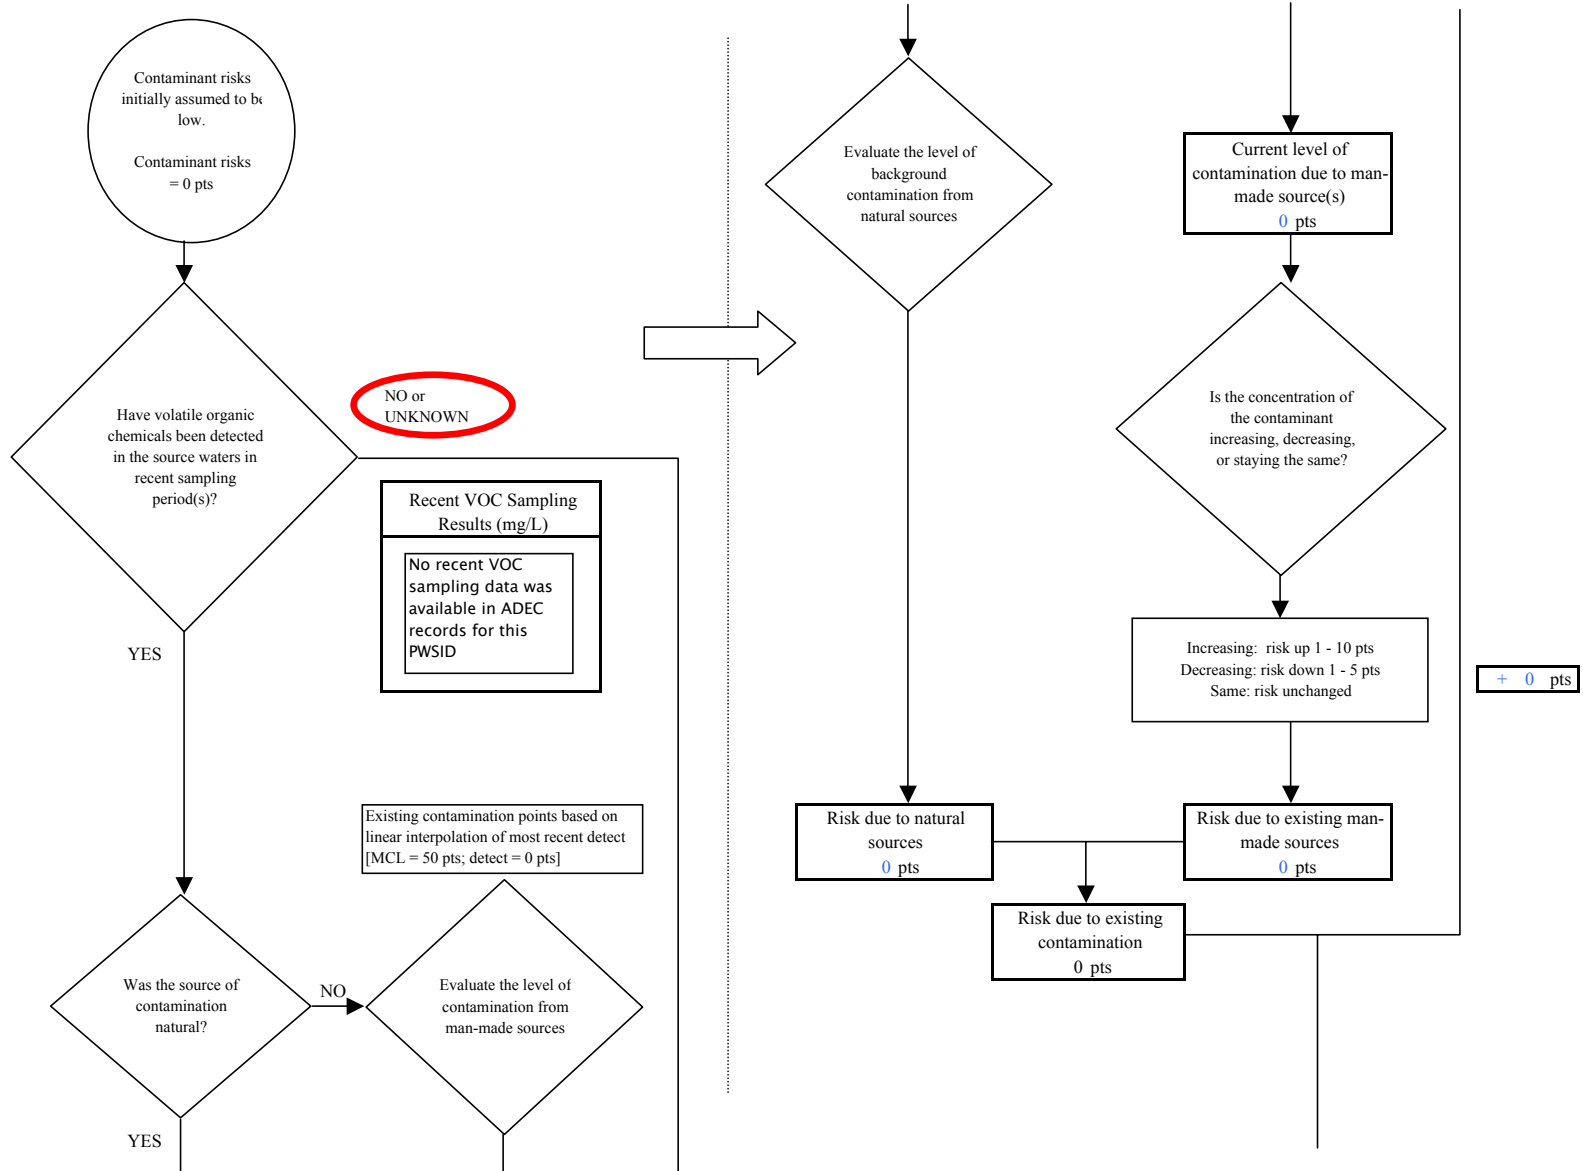 Contaminant risks
initially assumed to be
low.
Contaminant risks
= 0 pts
Have volatile organic
chemicals been detected
in the source waters in
recent sampling
period(s)?
NO or
UNKNOWN
Recent VOC Sampling
Results (mg/L)
No recent VOC
sampling data was
available in ADEC
records for this
PWSID
YES
Existing contamination points based on
linear interpolation of most recent detect
[MCL = 50 pts; detect = 0 pts]
Was the source of
contamination
natural?
NO
Evaluate the level of
contamination from
man-made sources
YES
Evaluate the level of
background
contamination from
natural sources
Current level of
contamination due to man-
made source(s)
0 pts
Is the concentration of
the contaminant
increasing, decreasing,
or staying the same?
Increasing: risk up 1 - 10 pts
Decreasing: risk down 1 - 5 pts
Same: risk unchanged
+ 0 pts
Risk due to natural
sources
0 pts
Risk due to existing man-
made sources
0 pts
Risk due to existing
contamination
0 pts